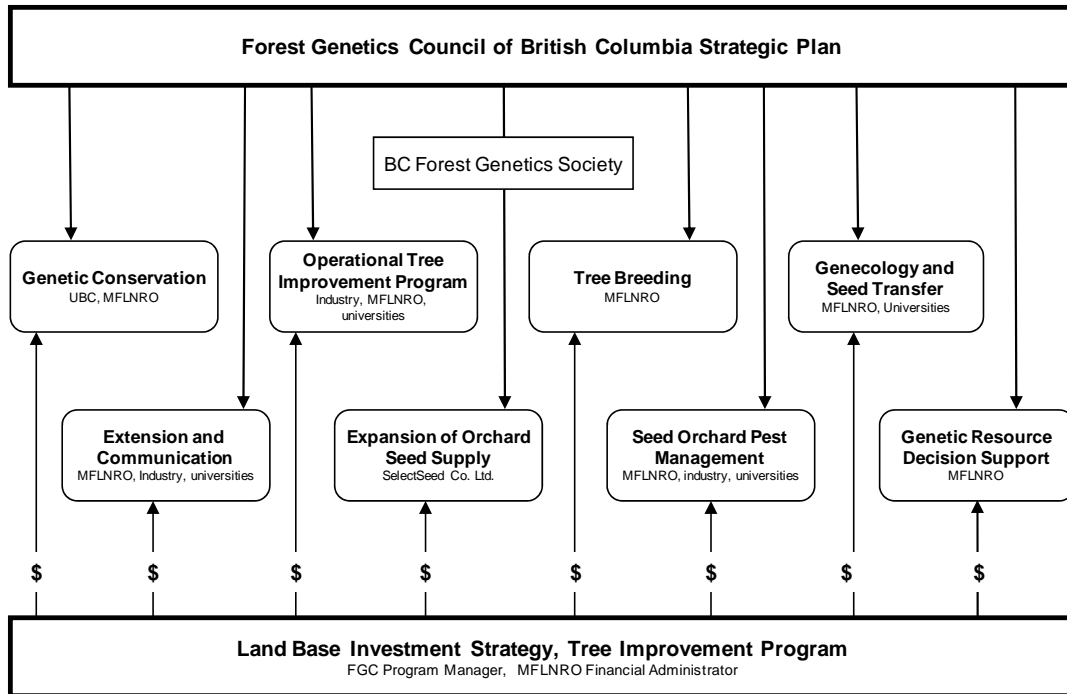 Forest Genetics Council of British Columbia Strategic Plan
BC Forest Genetics Society
Genetic Conservation
UBC, MFLNRO
Operational Tree
Improvement Program
Industry, MFLNRO,
universities
Tree Breeding
MFLNRO
Genecology and
Seed Transfer
MFLNRO, Universities
Extension and
Communication
MFLNRO, Industry, universities
Expansion of Orchard
Seed Supply
SelectSeed Co. Ltd.
Seed Orchard Pest
Management
MFLNRO, industry, universities
Genetic Resource
Decision Support
MFLNRO
$ $ $ $ $ $ $ $
Land Base Investment Strategy, Tree Improvement Program
FGC Program Manager, MFLNRO Financial Administrator